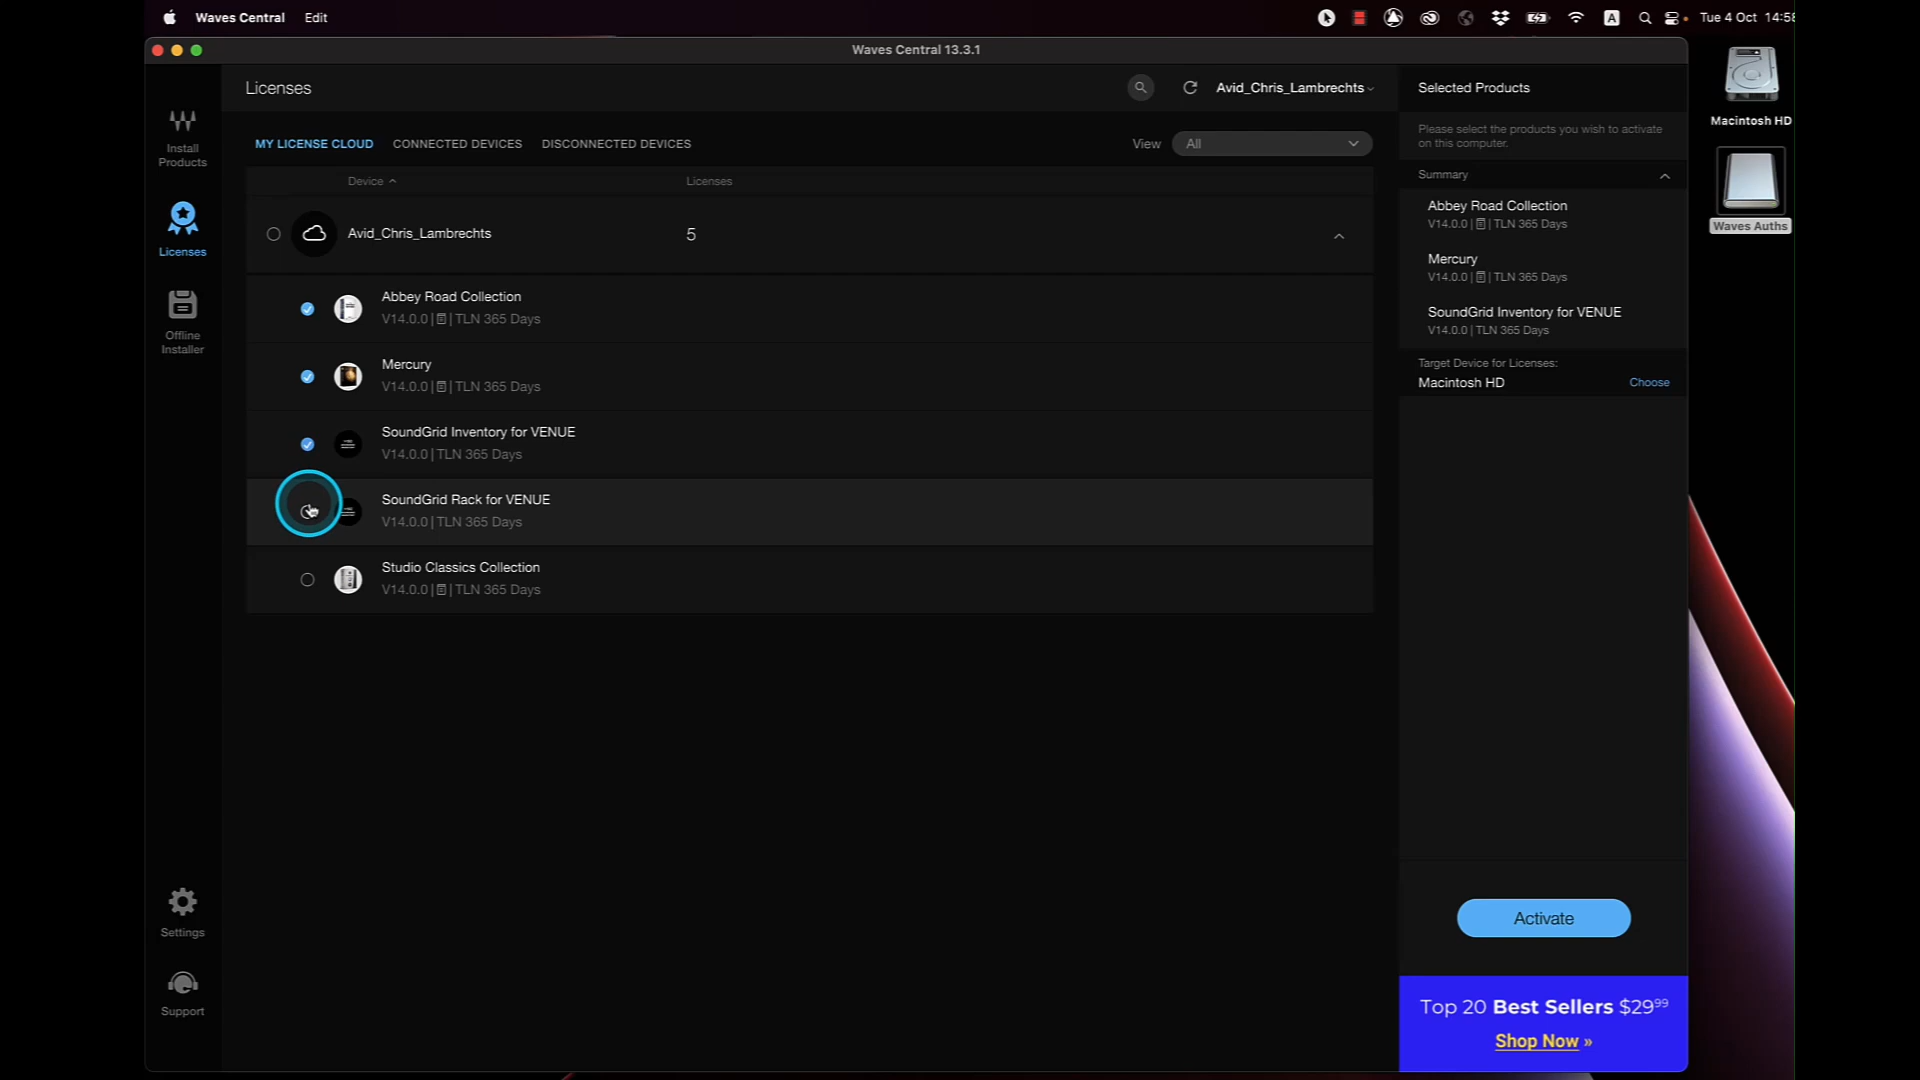 Waves Central Edit
A
Tue 4 Oct 14:58
Waves Central 13.3.1
Licenses
Avid_Chris_Lambrechts
MY LICENSE CLOUD CONNECTED DEVICES DISCONNECTED DEVICES
View All
Device Licenses
Avid_Chris_Lambrechts 5
Abbey Road Collection
V14.0.0 | | TLN 365 Days
Mercury
V14.0.0 | | TLN 365 Days
SoundGrid Inventory for VENUE
V14.0.0 | TLN 365 Days
SoundGrid Rack for VENUE
V14.0.0 | TLN 365 Days
Studio Classics Collection
V14.0.0 | | TLN 365 Days
Install
Products
Licenses
Offline
Installer
Settings
Support
Selected Products
Please select the products you wish to activate
on this computer.
Summary
Abbey Road Collection
V14.0.0 | | TLN 365 Days
Mercury
V14.0.0 | | TLN 365 Days
SoundGrid Inventory for VENUE
V14.0.0 | TLN 365 Days
Target Device for Licenses:
Macintosh HD Choose
Activate
Top 20 Best Sellers $29⁹⁹
Shop Now »
Macintosh HD
Waves Auths